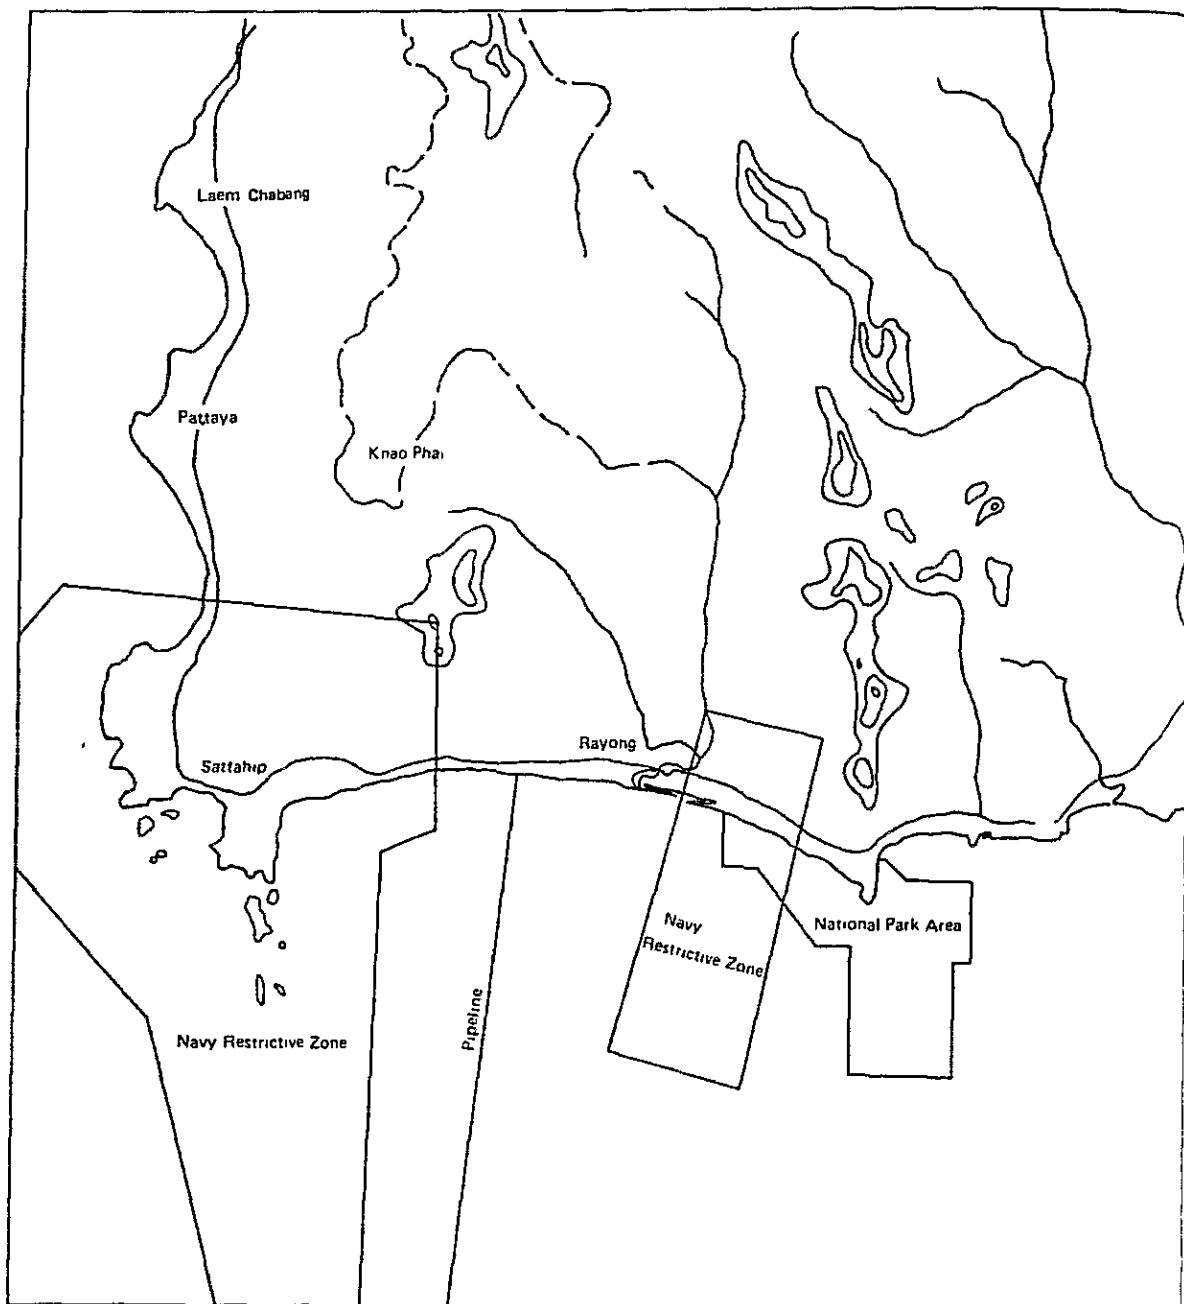 Laem Chabang
Pattaya
Knao Phai
Sattahip
Rayong
Navy
Restrictive Zone
National Park Area
Pipeline
Navy Restrictive Zone